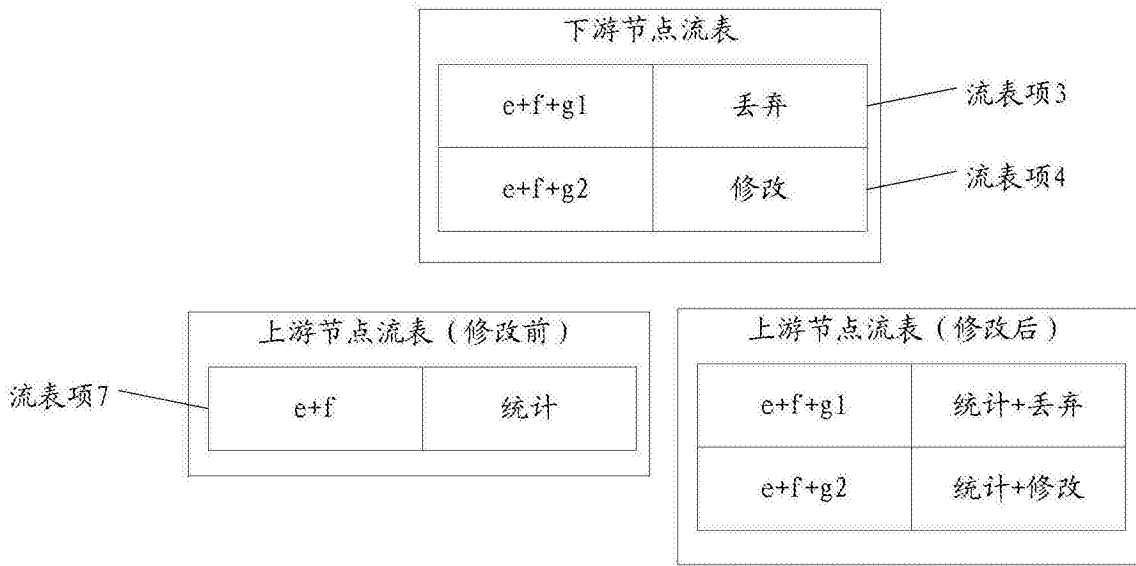 下游节点流表
e+f+g1 丢弃
流表项3
e+f+g2 修改
流表项4
上游节点流表（修改前）
流表项7
e+f 统计
上游节点流表（修改后）
e+f+g1 统计+丢弃
e+f+g2 统计+修改